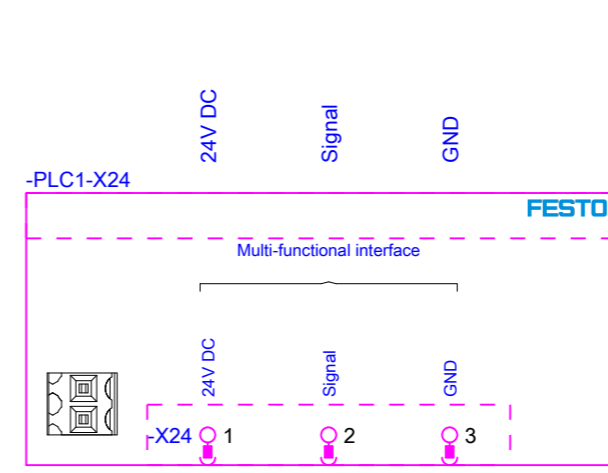 24V DC Signal GND
-PLC1-X24
FESTO
Multi-functional interface
24V DC Signal GND
-X24 1 2 3